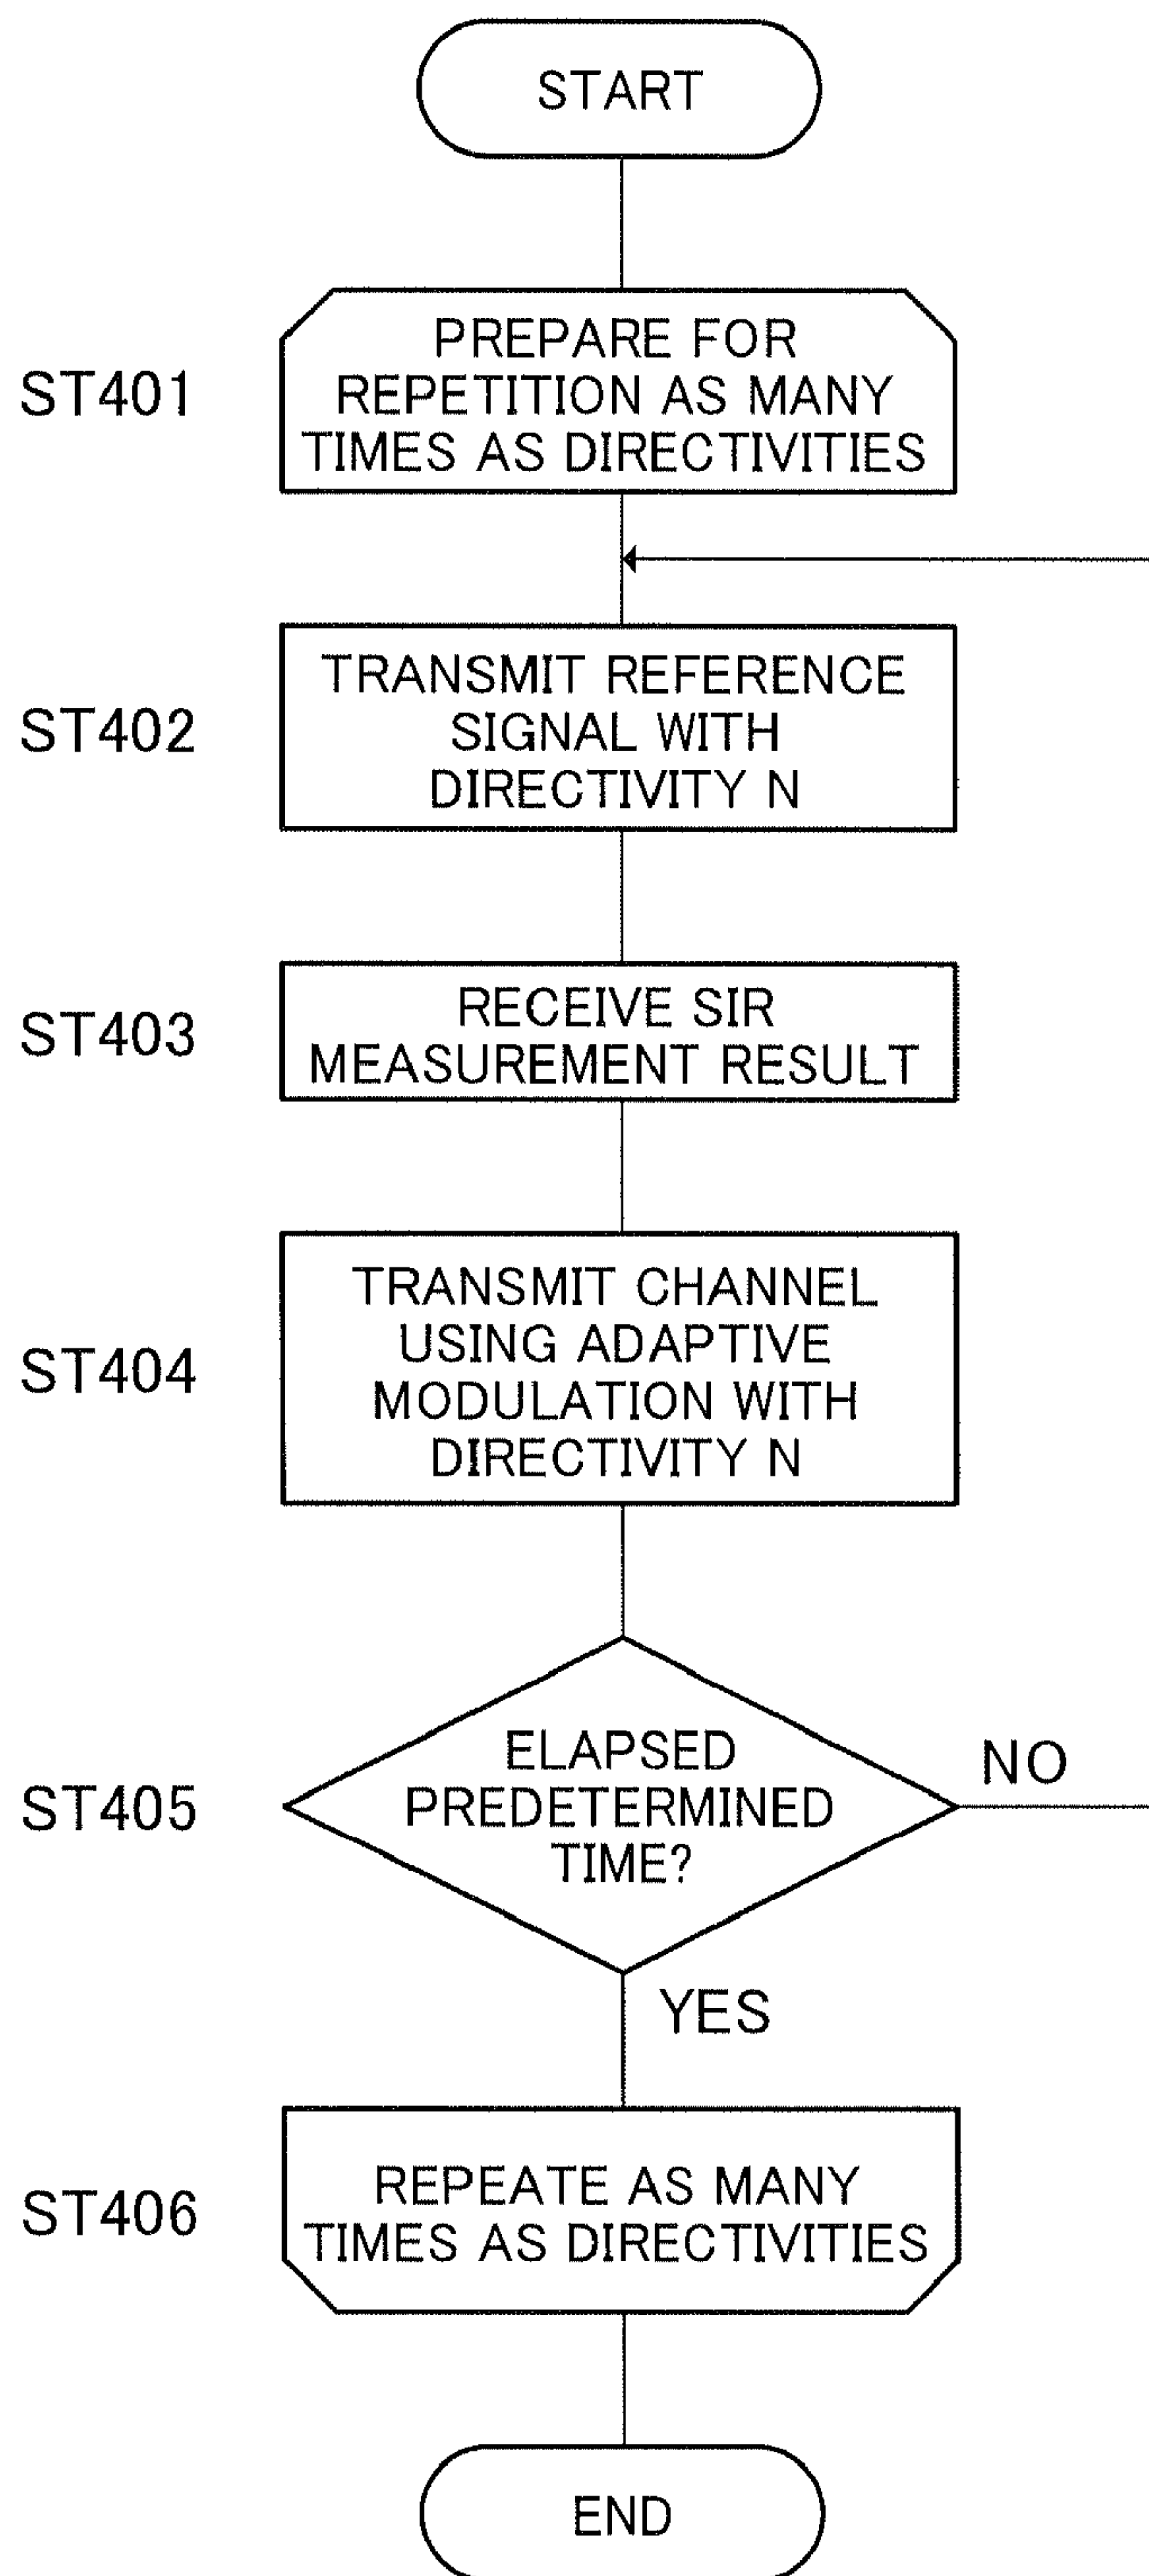 START
ST401
PREPARE FOR
REPETITION AS MANY
TIMES AS DIRECTIVITIES
ST402
TRANSMIT REFERENCE
SIGNAL WITH
DIRECTIVITY N
ST403
RECEIVE SIR
MEASUREMENT RESULT
ST404
TRANSMIT CHANNEL
USING ADAPTIVE
MODULATION WITH
DIRECTIVITY N
ST405
ELAPSED
PREDETERMINED
TIME?
NO
YES
ST406
REPEATE AS MANY
TIMES AS DIRECTIVITIES
END